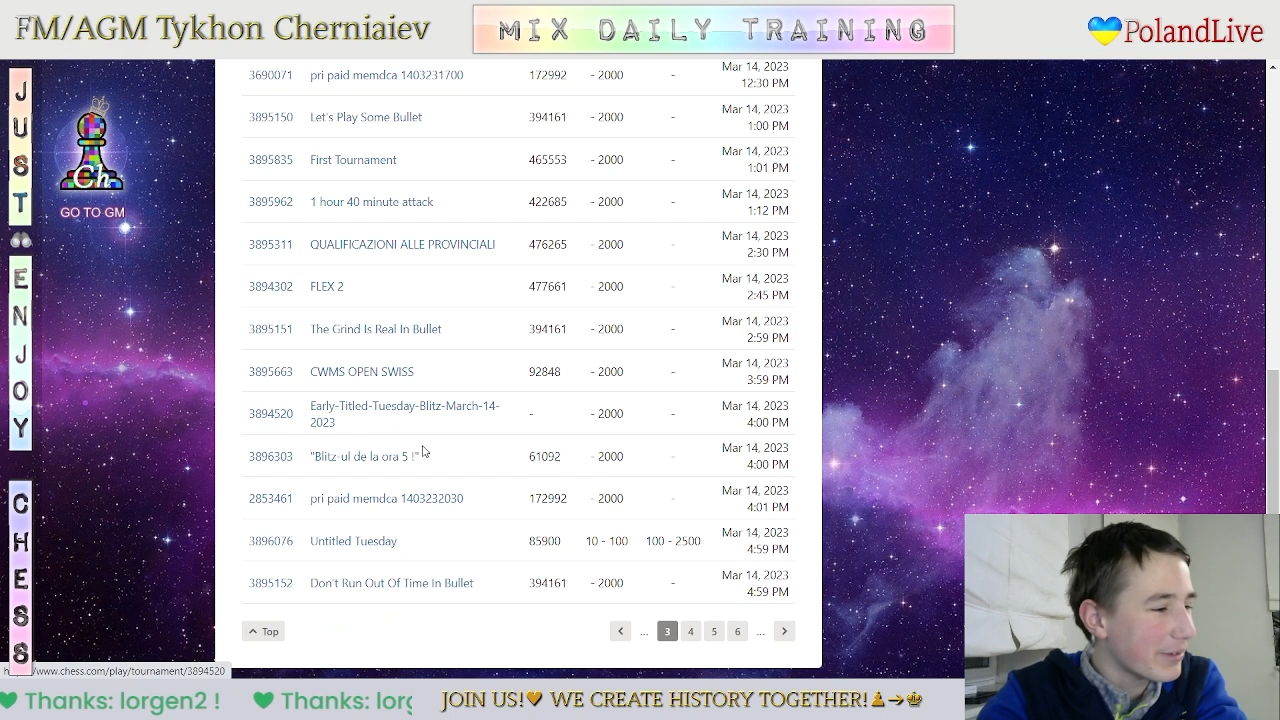 FM/AGM Tykhon Cherniaiev
MIX DAILY TRAINING
PolandLive
JUST
ENJOY
CHESS
Ch
GO TO GM
3690071 pri paid memdca 1403231700 172992 - 2000 - Mar 14, 2023 12:30 PM
3895150 Let's Play Some Bullet 394161 - 2000 - Mar 14, 2023 1:00 PM
3891835 First Tournament 465553 - 2000 - Mar 14, 2023 1:01 PM
3895962 1 hour 40 minute attack 422685 - 2000 - Mar 14, 2023 1:12 PM
3895311 QUALIFICAZIONI ALLE PROVINCIALI 476265 - 2000 - Mar 14, 2023 2:30 PM
3894302 FLEX 2 477661 - 2000 - Mar 14, 2023 2:45 PM
3895151 The Grind Is Real In Bullet 394161 - 2000 - Mar 14, 2023 2:59 PM
3895663 CWMS OPEN SWISS 92848 - 2000 - Mar 14, 2023 3:59 PM
3894520 Early-Titled-Tuesday-Blitz-March-14-2023 - - 2000 - Mar 14, 2023 4:00 PM
3896303 "Blitz-ul de la ora 5 !" 61092 - 2000 - Mar 14, 2023 4:00 PM
2853461 pri paid memdca 1403232030 172992 - 2000 - Mar 14, 2023 4:01 PM
3896076 Untitled Tuesday 85900 10 - 100 100 - 2500 Mar 14, 2023 4:59 PM
3895152 Don't Run Out Of Time In Bullet 394161 - 2000 - Mar 14, 2023 4:59 PM
Top ... 3 4 5 6 ...
www.chess.com/play/tournament/3894520
Thanks: lorgen2 ! Thanks: lorg
JOIN US! WE CREATE HISTORY TOGETHER!